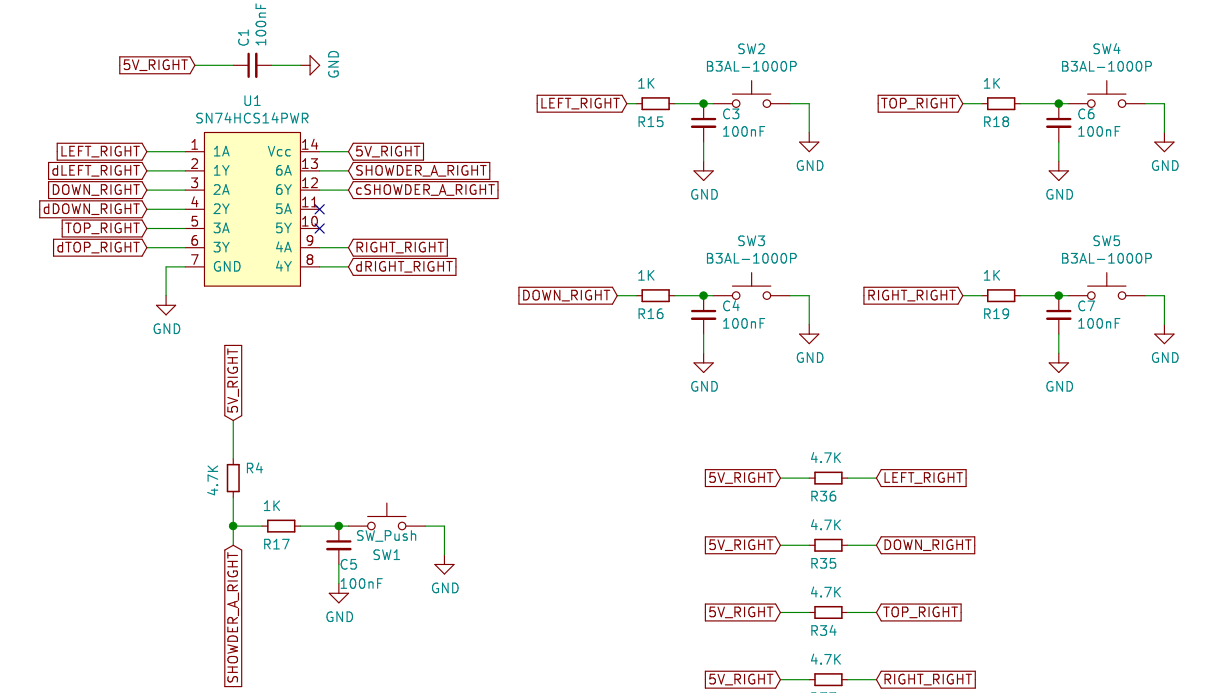 C1
100nF
5V_RIGHT
GND
U1
SN74HCS14PWR
LEFT_RIGHT 1 1A Vcc 14 5V_RIGHT
dLEFT_RIGHT 2 1Y 6A 13 SHOWDER_A_RIGHT
DOWN_RIGHT 3 2A 6Y 12 cSHOWDER_A_RIGHT
dDOWN_RIGHT 4 2Y 5A 11
TOP_RIGHT 5 3A 5Y 10
dTOP_RIGHT 6 3Y 4A 9 RIGHT_RIGHT
7 GND 4Y 8 dRIGHT_RIGHT
GND
SW2
B3AL-1000P
1K
LEFT_RIGHT
R15
C3
100nF
GND
GND
SW4
B3AL-1000P
1K
TOP_RIGHT
R18
C6
100nF
GND
GND
SW3
B3AL-1000P
1K
DOWN_RIGHT
R16
C4
100nF
GND
GND
SW5
B3AL-1000P
1K
RIGHT_RIGHT
R19
C7
100nF
GND
GND
5V_RIGHT
4.7K
R4
1K
R17
SW_Push
SW1
C5
100nF
GND
GND
SHOWDER_A_RIGHT
4.7K
5V_RIGHT LEFT_RIGHT
R36
4.7K
5V_RIGHT DOWN_RIGHT
R35
4.7K
5V_RIGHT TOP_RIGHT
R34
4.7K
5V_RIGHT RIGHT_RIGHT